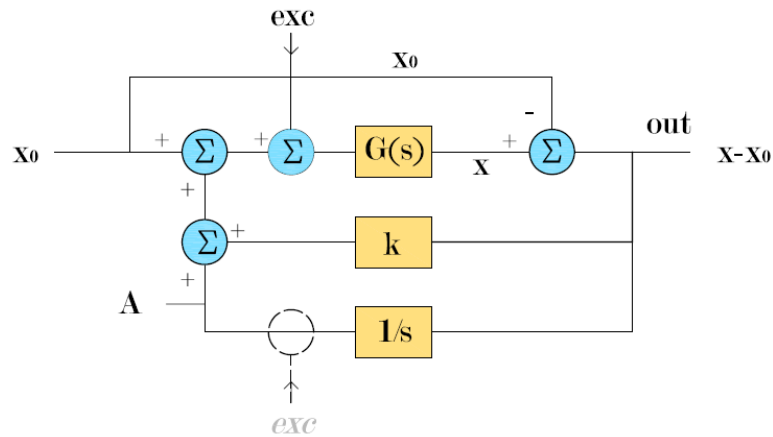 exc
x₀
-
out
x₀
+
Σ
+
Σ
G(s)
x
+
Σ
x-x₀
+
Σ
+
k
+
A
1/s
exc